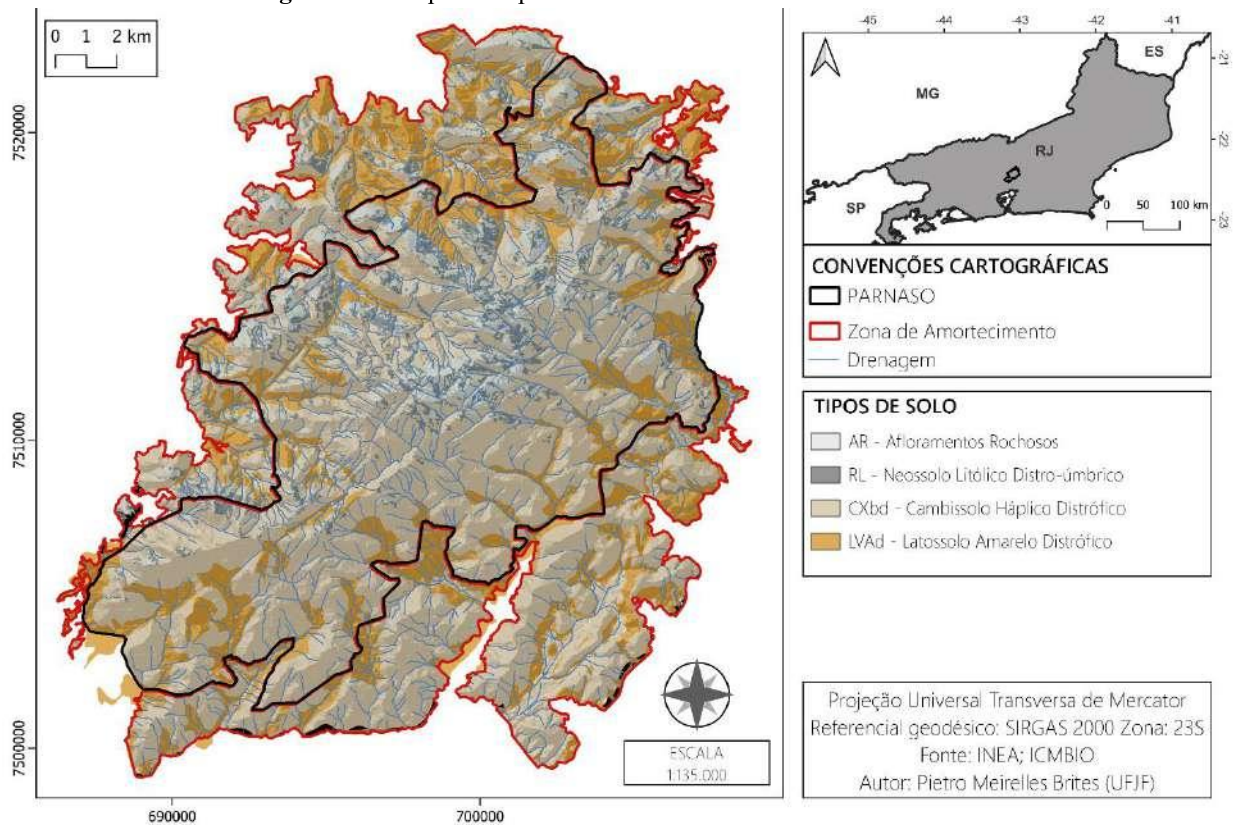 0 1 2 km
7520000
7510000
7500000
690000
700000
ESCALA
1:135.000
-45 -44 -43 -42 -41
-21
-22
-23
ES
MG
RJ
SP
0 50 100 km
CONVENÇÕES CARTOGRÁFICAS
PARNASO
Zona de Amortecimento
Drenagem
TIPOS DE SOLO
AR - Afloramentos Rochosos
RL - Neossolo Litólico Distro-úmbrico
CXbd - Cambissolo Háplico Distrófico
LVAd - Latossolo Amarelo Distrófico
Projeção Universal Transversa de Mercator
Referencial geodésico: SIRGAS 2000 Zona: 23S
Fonte: INEA; ICMBIO
Autor: Pietro Meirelles Brites (UFJF)